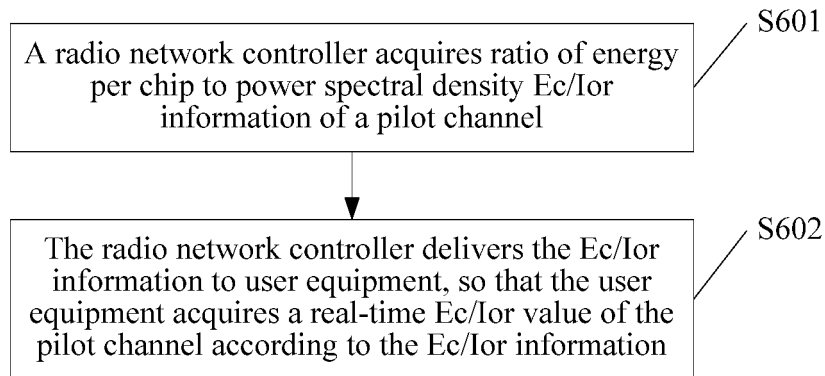 S601
A radio network controller acquires ratio of energy
per chip to power spectral density Ec/Ior
information of a pilot channel
S602
The radio network controller delivers the Ec/Ior
information to user equipment, so that the user
equipment acquires a real-time Ec/Ior value of the
pilot channel according to the Ec/Ior information